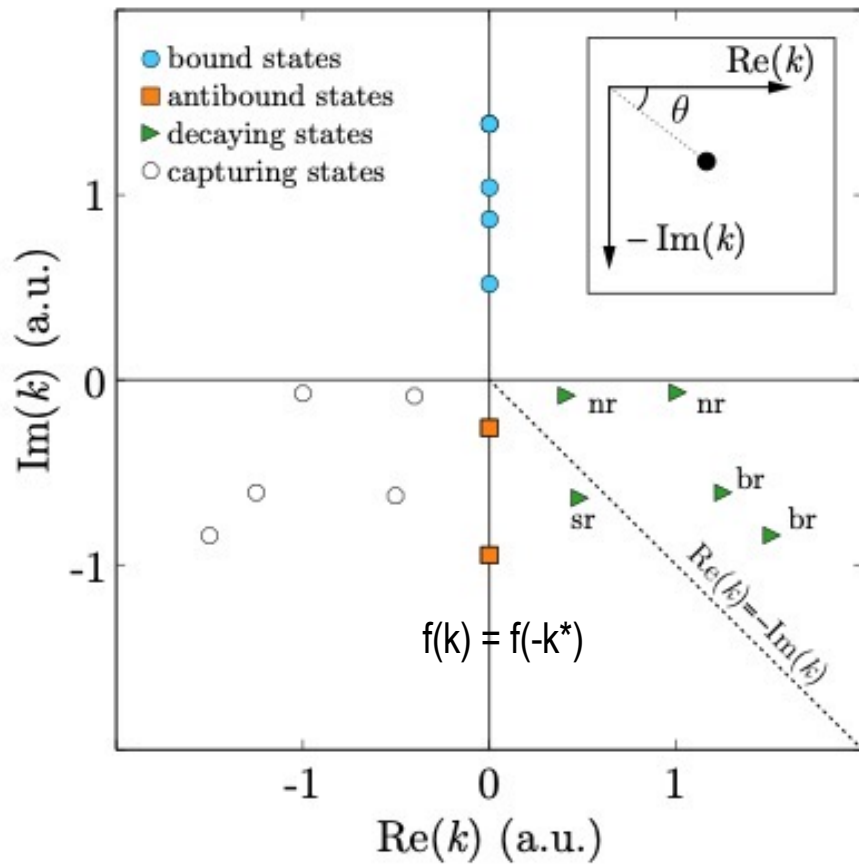 bound states
antibound states
decaying states
capturing states
Re(k)
θ
− Im(k)
1
0
-1
Im(k) (a.u.)
nr
nr
br
sr
br
Re(k)=−Im(k)
f(k) = f(-k*)
-1
0
1
Re(k) (a.u.)